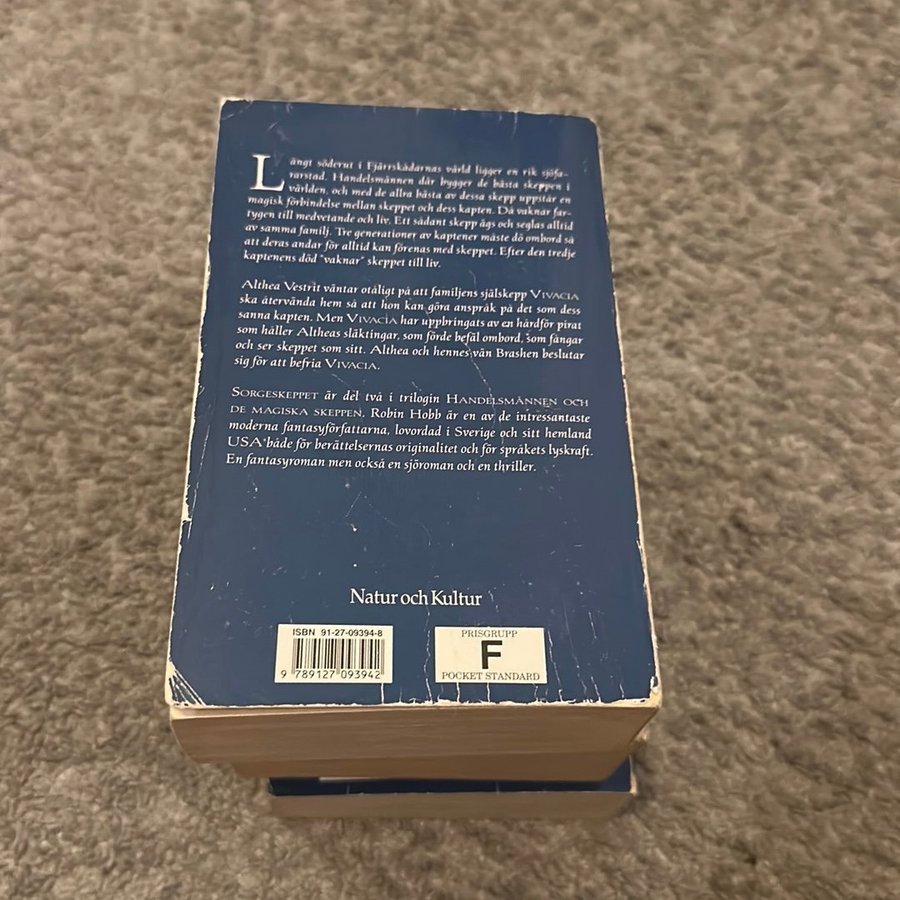 Långt söderut i Fjärrskådarnas värld ligger en rik sjöfa-
rarstad. Handelsmännen där bygger de bästa skeppen i
världen, och med de allra bästa av dessa skepp uppstår en
magisk förbindelse mellan skeppet och dess kapten. Då vaknar far-
tygen till medvetande och liv. Ett sådant skepp ägs och seglas alltid
av samma familj. Tre generationer av kaptener måste dö ombord så
att deras andar för alltid kan förenas med skeppet. Efter den tredje
kaptenens död "vaknar" skeppet till liv.
Althea Vestrit väntar otåligt på att familjens själskepp VIVACIA
ska återvända hem så att hon kan göra anspråk på det som dess
sanna kapten. Men VIVACIA har uppbringats av en hårdför pirat
som håller Altheas släktingar, som förde befäl ombord, som fångar
och ser skeppet som sitt. Althea och hennes vän Brashen beslutar
sig för att befria VIVACIA.
SORGESKEPPET är del två i trilogin HANDELSMÄNNEN OCH
DE MAGISKA SKEPPEN. Robin Hobb är en av de intressantaste
moderna fantasyförfattarna, lovordad i Sverige och sitt hemland
USA både för berättelsernas originalitet och för språkets lyskraft.
En fantasyroman men också en sjöroman och en thriller.
Natur och Kultur
ISBN 91-27-09394-8
9 789127 093942
PRISGRUPP
F
POCKET STANDARD